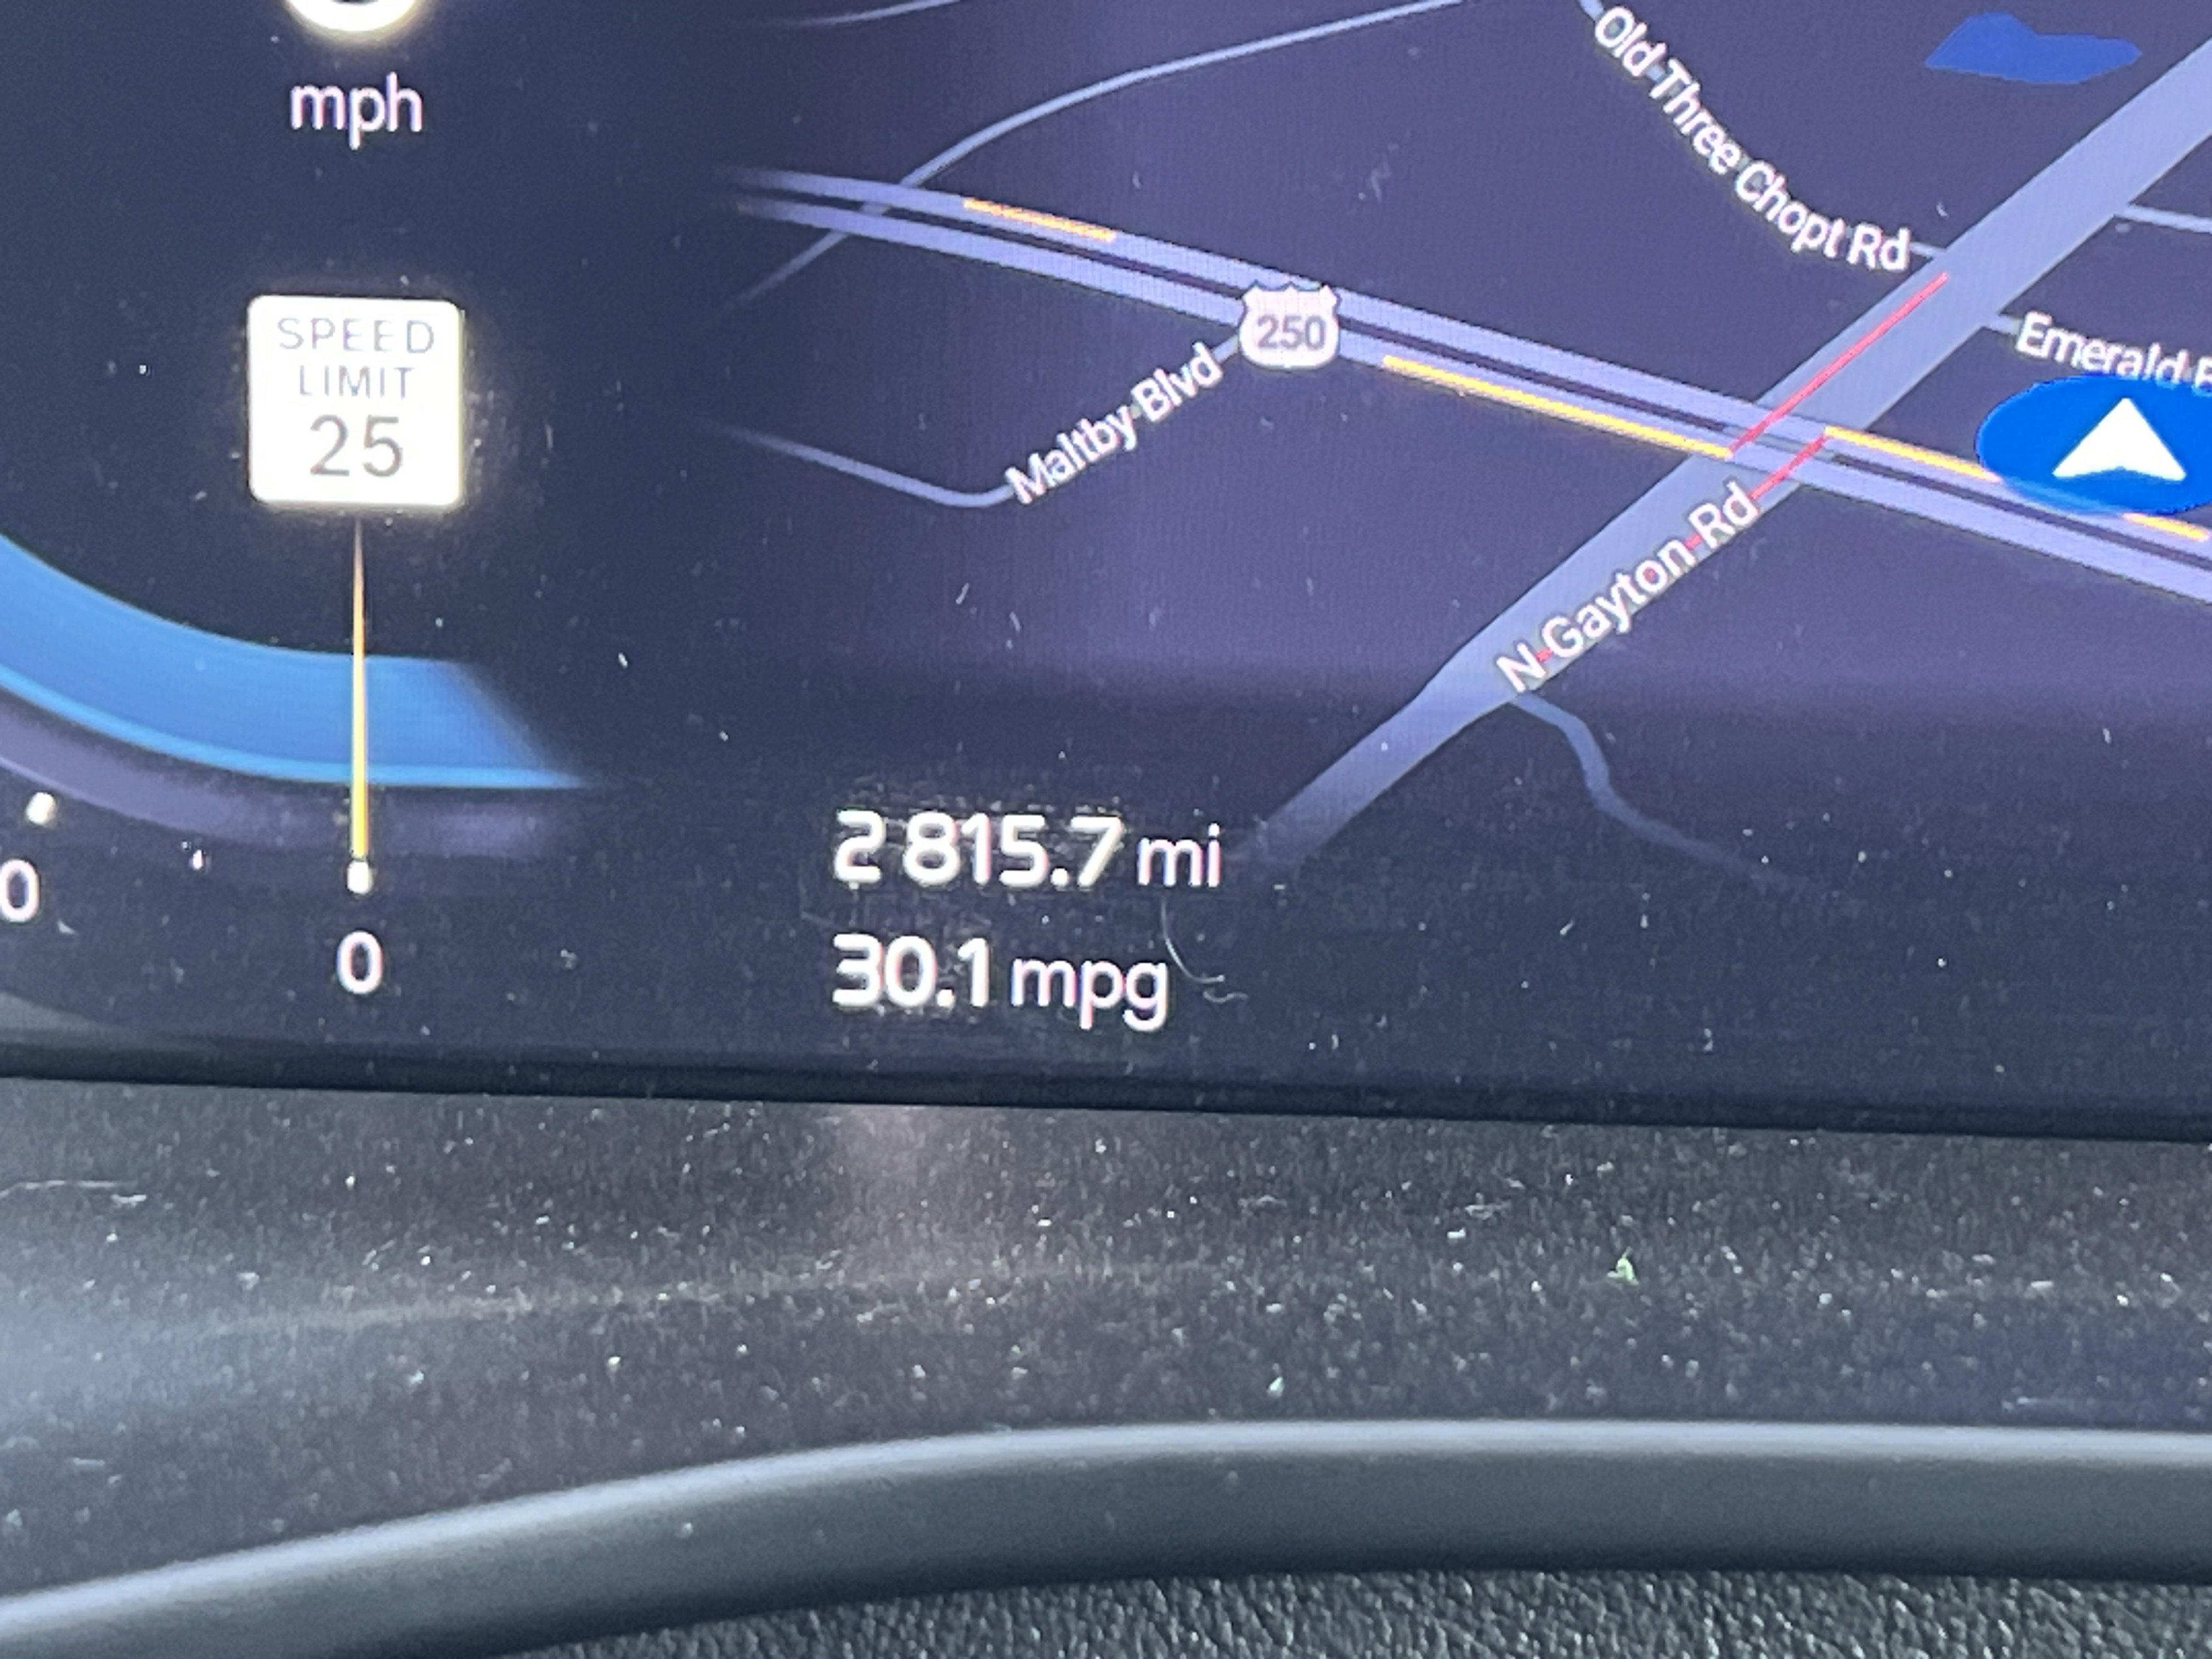 mph
Old Three Chopt Rd
SPEED
LIMIT
25
250
Emerald
Maltby Blvd
N Gayton Rd
2 815.7 mi
0
0
30.1 mpg